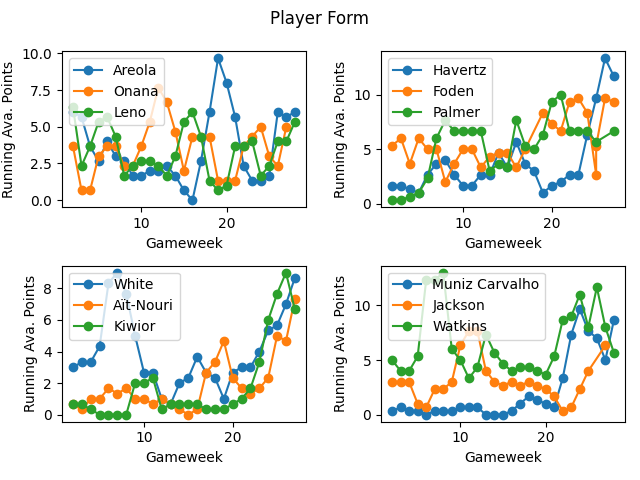 Player Form
Running Ava. Points
10.0
7.5
5.0
2.5
0.0
Areola
Onana
Leno
10
20
Gameweek
Running Ava. Points
10
5
0
Havertz
Foden
Palmer
10
20
Gameweek
Running Ava. Points
8
6
4
2
0
White
Aït-Nouri
Kiwior
10
20
Gameweek
Running Ava. Points
10
5
0
Muniz Carvalho
Jackson
Watkins
10
20
Gameweek